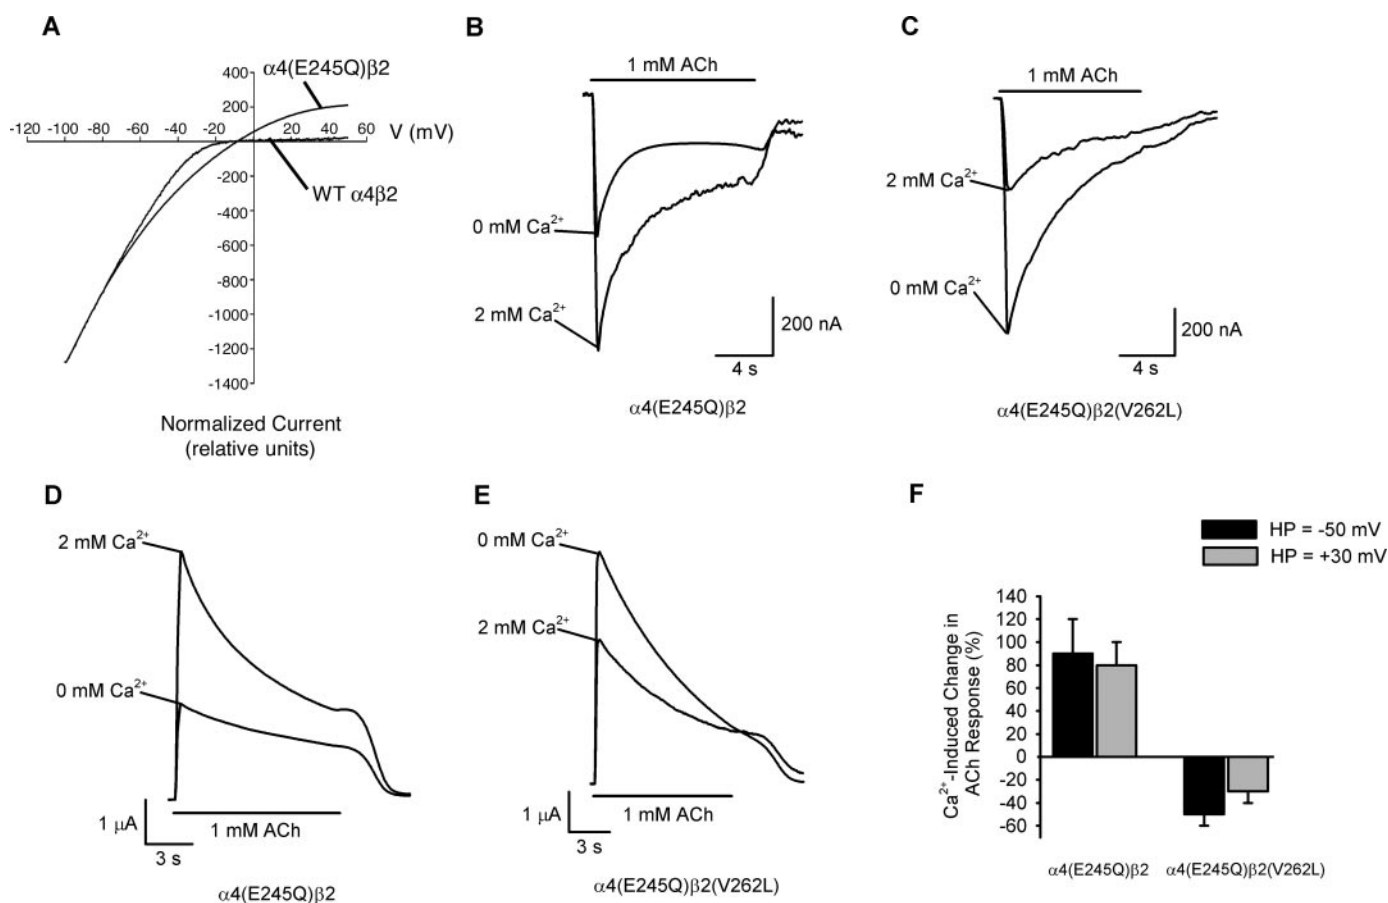 A
α4(E245Q)β2
400
200
-120 -100 -80 -60 -40 -20 20 40 60 V (mV)
-200
WT α4β2
-400
-600
-800
-1000
-1200
-1400
Normalized Current
(relative units)
B
1 mM ACh
0 mM Ca²⁺
2 mM Ca²⁺
200 nA
4 s
α4(E245Q)β2
C
1 mM ACh
2 mM Ca²⁺
0 mM Ca²⁺
200 nA
4 s
α4(E245Q)β2(V262L)
D
2 mM Ca²⁺
0 mM Ca²⁺
1 μA
3 s
1 mM ACh
α4(E245Q)β2
E
0 mM Ca²⁺
2 mM Ca²⁺
1 μA
3 s
1 mM ACh
α4(E245Q)β2(V262L)
F
HP = -50 mV
HP = +30 mV
Ca²⁺-Induced Change in
ACh Response (%)
140
120
100
80
60
40
20
0
-20
-40
-60
α4(E245Q)β2 α4(E245Q)β2(V262L)